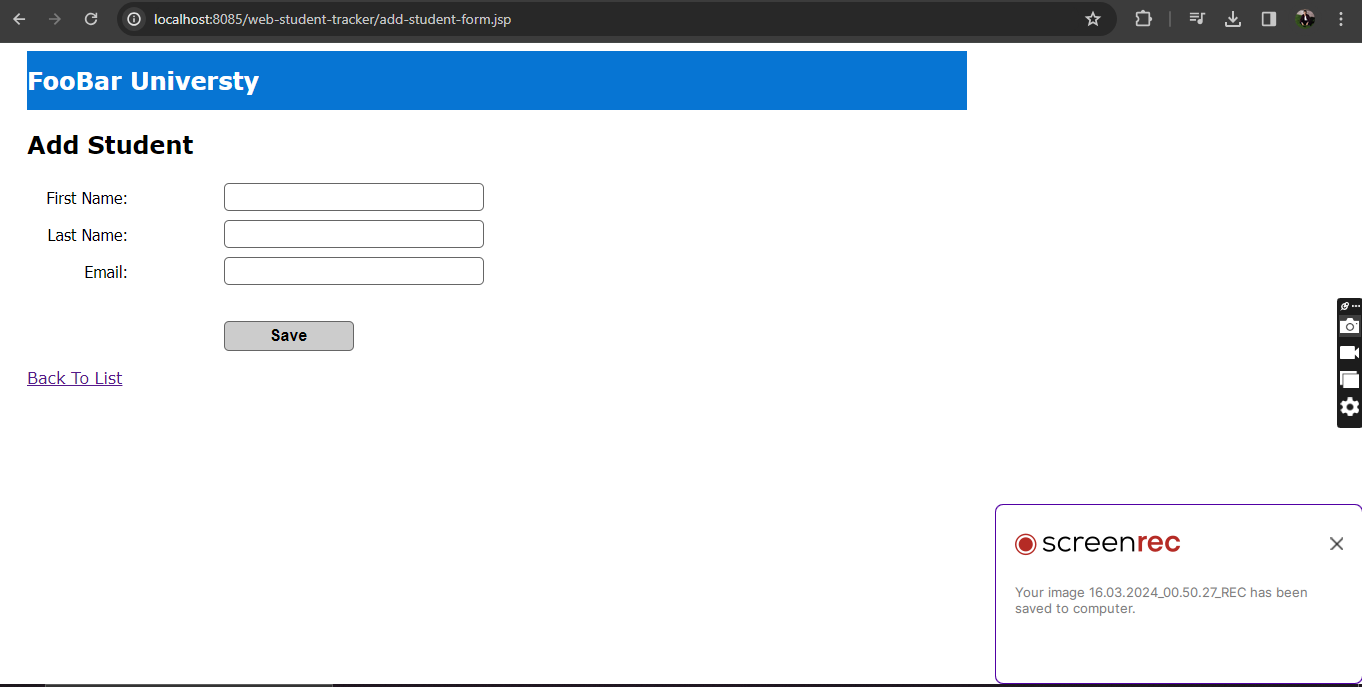 localhost:8085/web-student-tracker/add-student-form.jsp
FooBar Universty
Add Student
First Name:
Last Name:
Email:
Save
Back To List
screenrec
Your image 16.03.2024_00.50.27_REC has been
saved to computer.